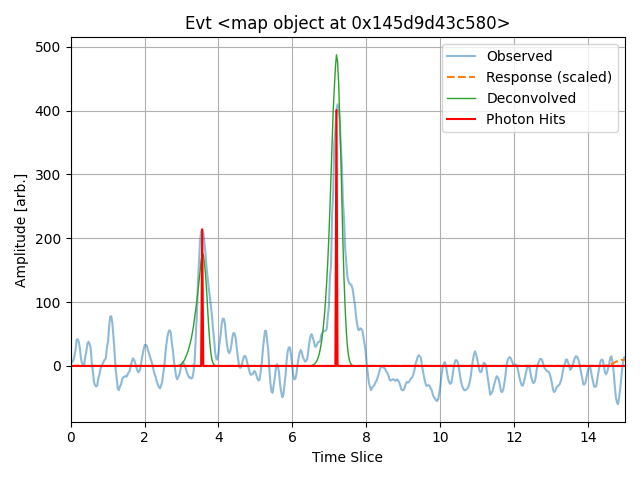 Evt <map object at 0x145d9d43c580>
Observed
Response (scaled)
Deconvolved
Photon Hits
Amplitude [arb.]
500
400
300
200
100
0
0 2 4 6 8 10 12 14
Time Slice